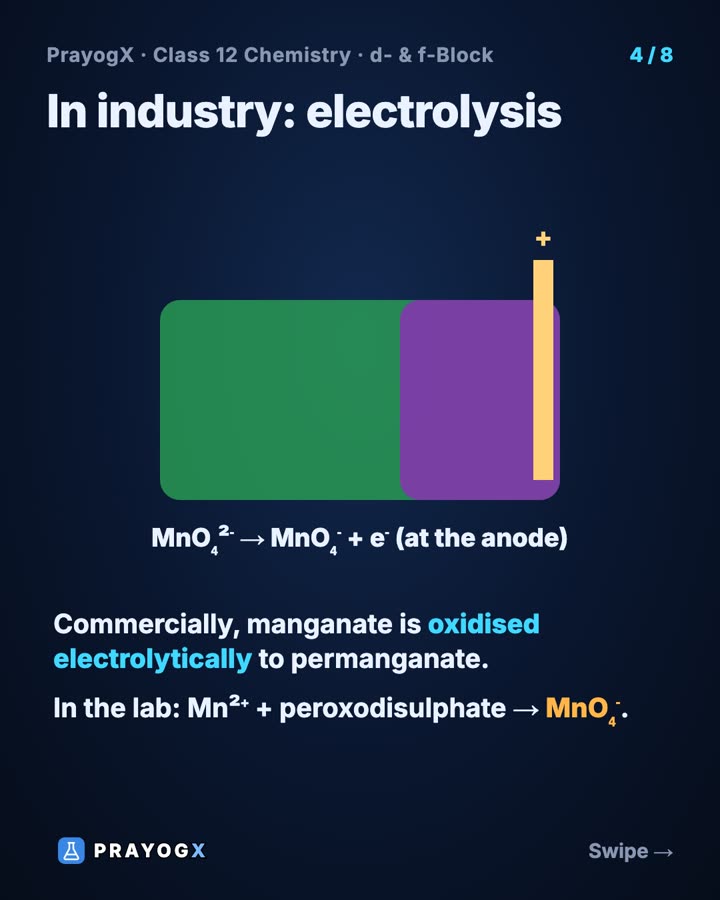 PrayogX · Class 12 Chemistry · d- & f-Block 4 / 8
In industry: electrolysis
+
MnO₄²⁻ → MnO₄⁻ + e⁻ (at the anode)
Commercially, manganate is oxidised
electrolytically to permanganate.
In the lab: Mn²⁺ + peroxodisulphate → MnO₄⁻.
PRAYOGX Swipe →